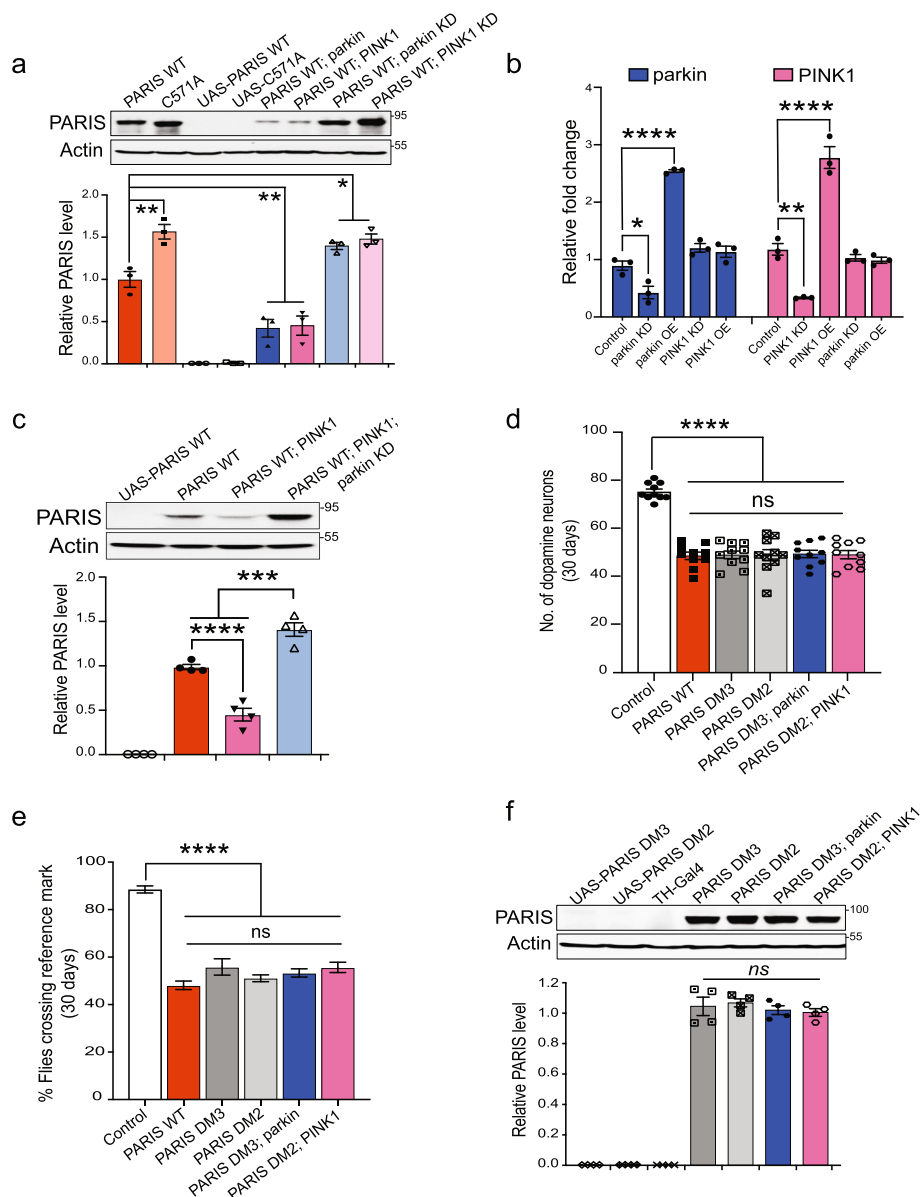 a
PARIS WT
C571A
UAS-PARIS WT
UAS-C571A
PARIS WT; parkin
PARIS WT; PINK1
PARIS WT; parkin KD
PARIS WT; PINK1 KD
PARIS
-95
Actin
-55
Relative PARIS level
2.0
1.5
1.0
0.5
0.0
**
**
*
b
parkin
PINK1
Relative fold change
4
3
2
1
0
****
*
****
**
Control
parkin KD
parkin OE
PINK1 KD
PINK1 OE
Control
PINK1 KD
PINK1 OE
parkin KD
parkin OE
c
UAS-PARIS WT
PARIS WT
PARIS WT; PINK1
PARIS WT; PINK1;
parkin KD
PARIS
-95
Actin
-55
Relative PARIS level
2.0
1.5
1.0
0.5
0.0
***
****
d
No. of dopamine neurons
(30 days)
100
80
60
40
20
0
****
ns
Control
PARIS WT
PARIS DM3
PARIS DM2
PARIS DM3; parkin
PARIS DM2; PINK1
e
% Flies crossing reference mark
(30 days)
100
80
60
40
20
0
****
ns
Control
PARIS WT
PARIS DM3
PARIS DM2
PARIS DM3; parkin
PARIS DM2; PINK1
f
UAS-PARIS DM3
UAS-PARIS DM2
TH-Gal4
PARIS DM3
PARIS DM2
PARIS DM3; parkin
PARIS DM2; PINK1
PARIS
-100
Actin
-55
Relative PARIS level
1.2
1.0
0.8
0.6
0.4
0.2
0.0
ns